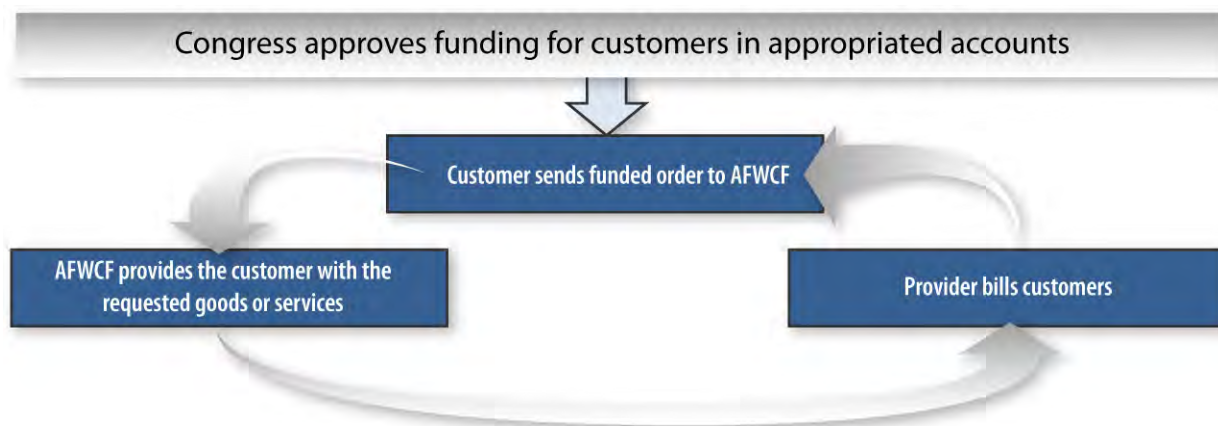 Congress approves funding for customers in appropriated accounts
Customer sends funded order to AFWCF
AFWCF provides the customer with the
requested goods or services
Provider bills customers